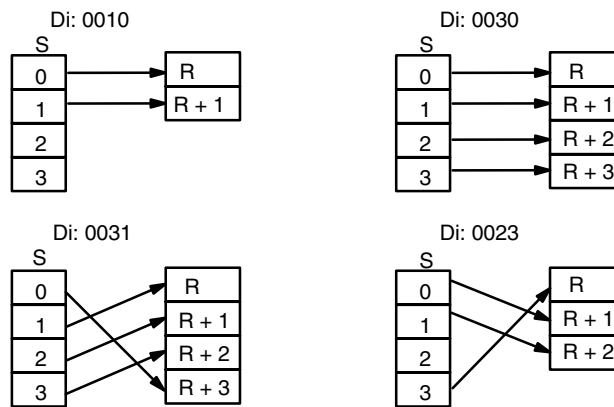 Di: 0010
S
0
1
2
3
R
R + 1
Di: 0030
S
0
1
2
3
R
R + 1
R + 2
R + 3
Di: 0031
S
0
1
2
3
R
R + 1
R + 2
R + 3
Di: 0023
S
0
1
2
3
R
R + 1
R + 2